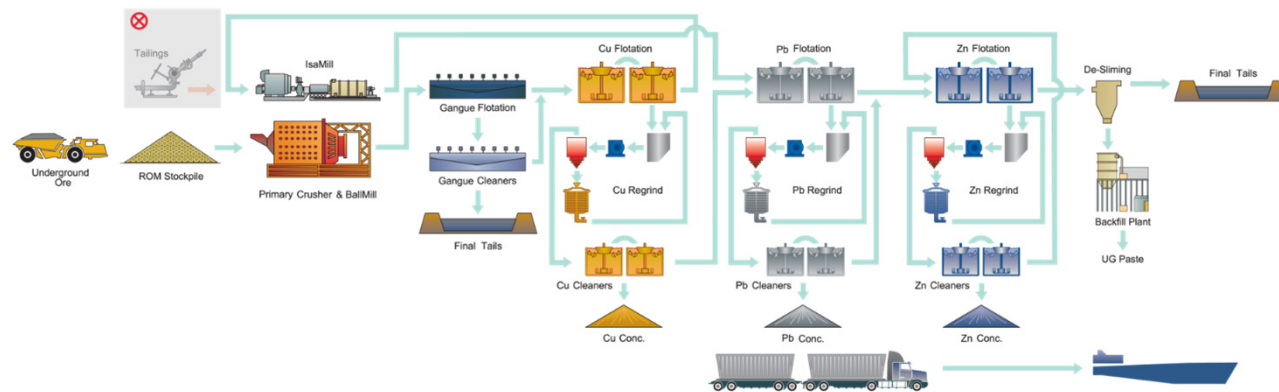 Tailings
IsaMill
Cu Flotation
Pb Flotation
Zn Flotation
De-Sliming
Final Tails
Gangue Flotation
Underground
Ore
ROM Stockpile
Primary Crusher & BallMill
Gangue Cleaners
Cu Regrind
Pb Regrind
Zn Regrind
Backfill Plant
Final Tails
UG Paste
Cu Cleaners
Pb Cleaners
Zn Cleaners
Cu Conc.
Pb Conc.
Zn Conc.